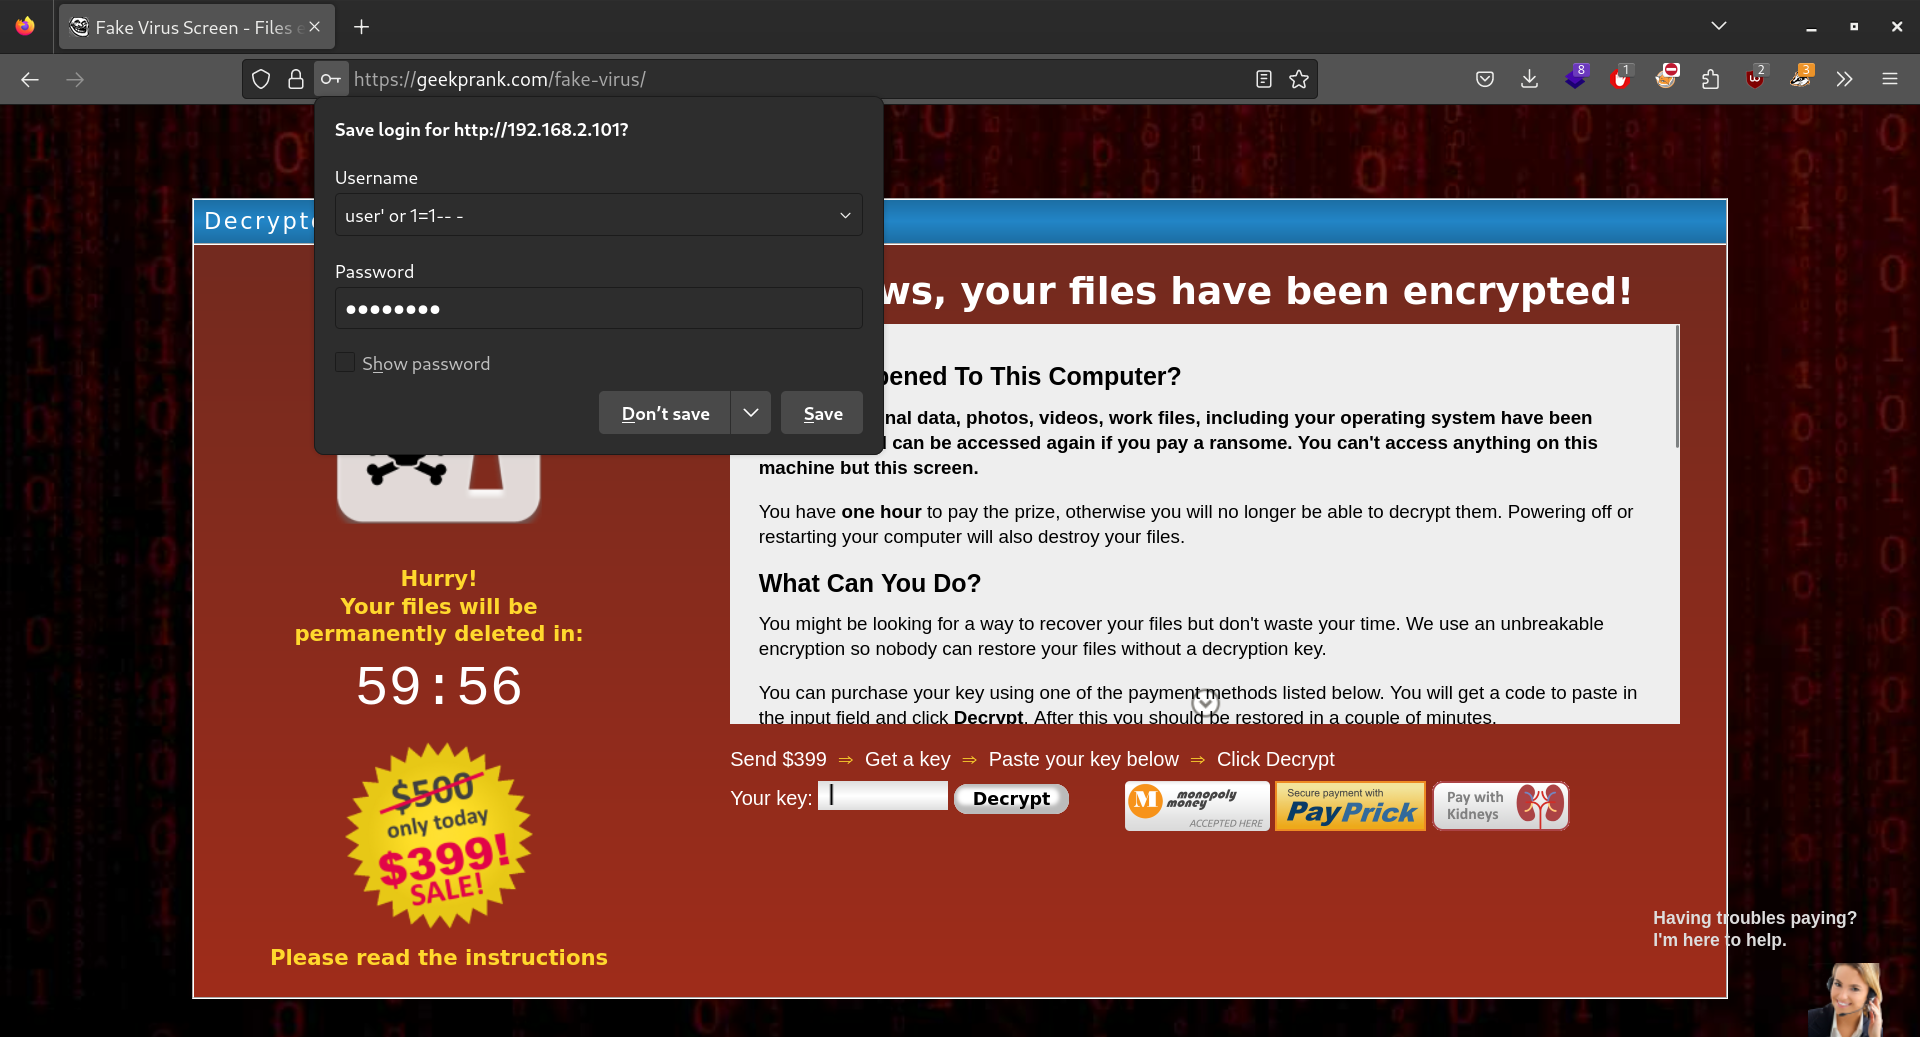 Fake Virus Screen - Files e
https://geekprank.com/fake-virus/
8
1
2
3
Save login for http://192.168.2.101?
Username
user' or 1=1-- -
Password
Show password
Don't save
Save
Decrypt
ws, your files have been encrypted!
pened To This Computer?
nal data, photos, videos, work files, including your operating system have been
can be accessed again if you pay a ransome. You can't access anything on this
machine but this screen.
You have one hour to pay the prize, otherwise you will no longer be able to decrypt them. Powering off or
restarting your computer will also destroy your files.
What Can You Do?
You might be looking for a way to recover your files but don't waste your time. We use an unbreakable
encryption so nobody can restore your files without a decryption key.
You can purchase your key using one of the payment methods listed below. You will get a code to paste in
the input field and click Decrypt. After this you should be restored in a couple of minutes.
Hurry!
Your files will be
permanently deleted in:
59:56
$500
only today
$399!
SALE!
Please read the instructions
Send $399 ⇒ Get a key ⇒ Paste your key below ⇒ Click Decrypt
Your key:
Decrypt
M monopoly
money
ACCEPTED HERE
Secure payment with
PayPrick
Pay with
Kidneys
Having troubles paying?
I'm here to help.